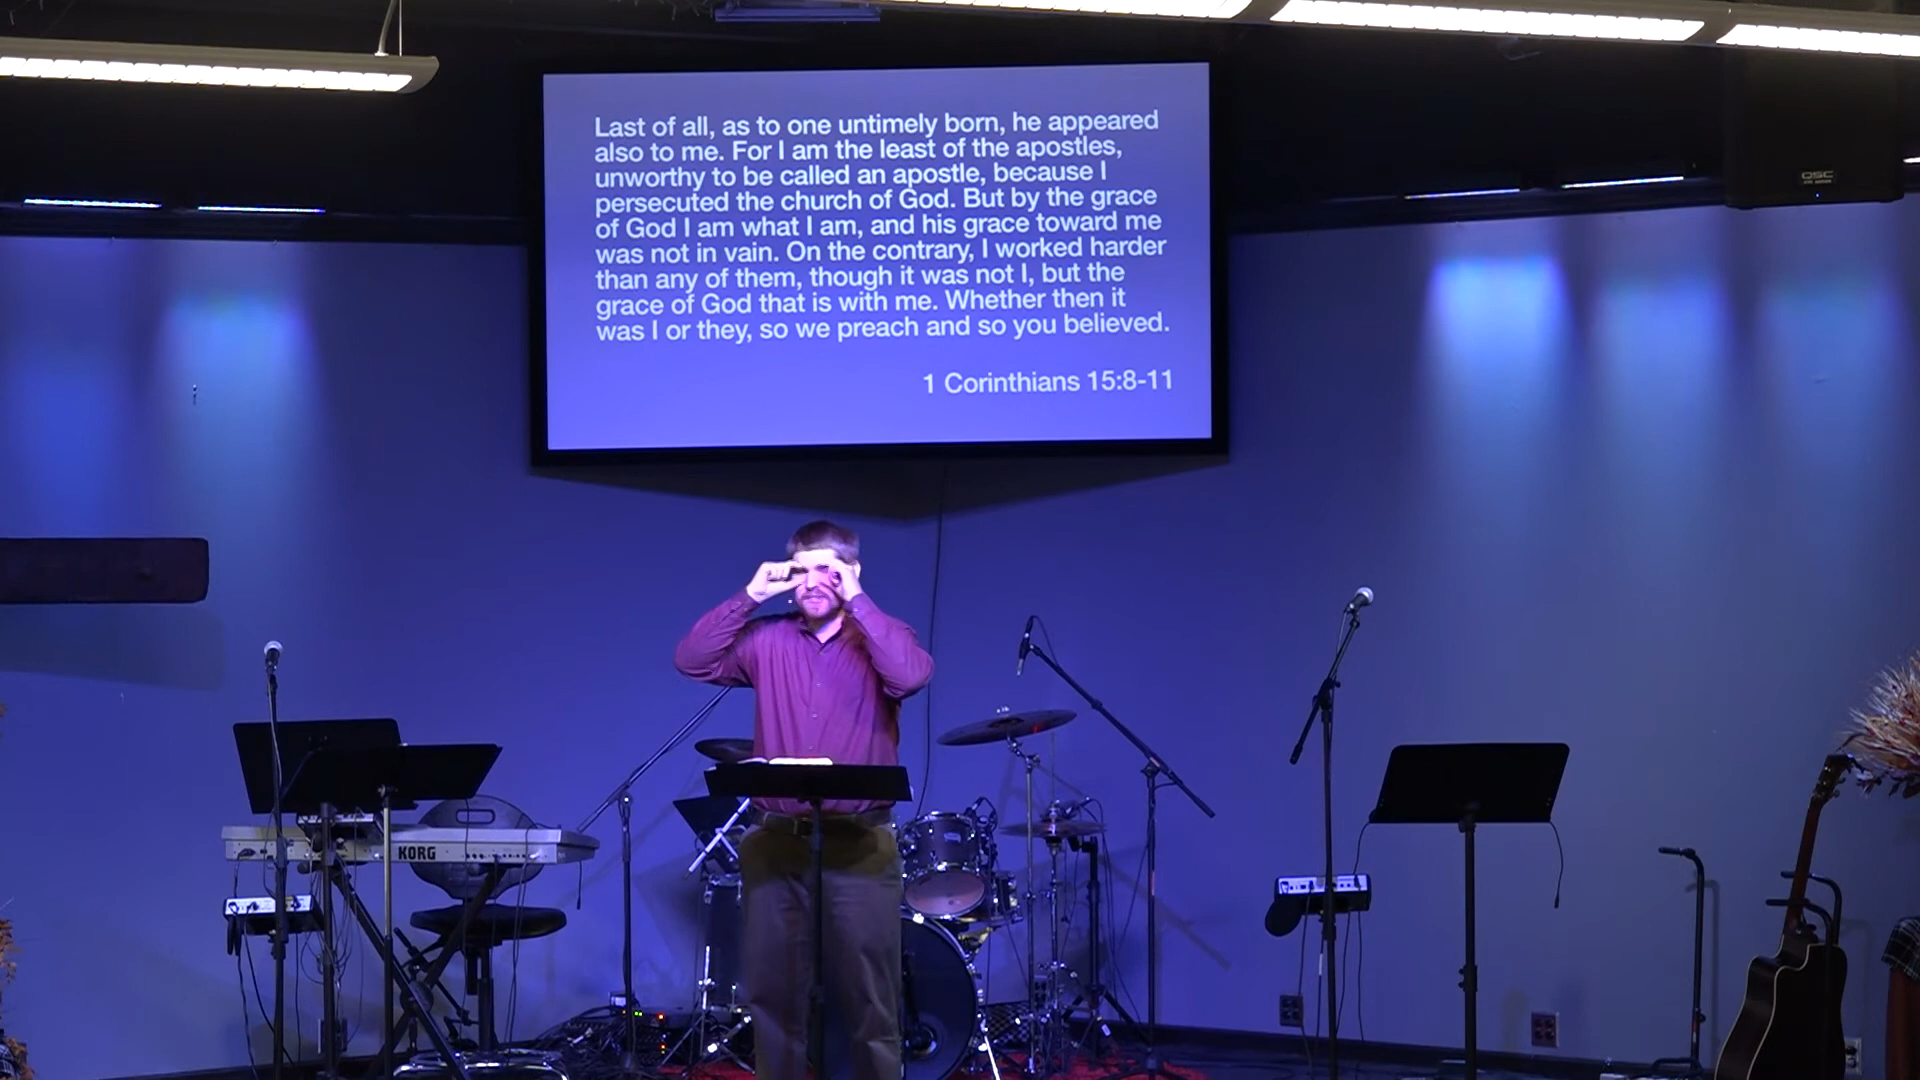 Last of all, as to one untimely born, he appeared
also to me. For I am the least of the apostles,
unworthy to be called an apostle, because I
persecuted the church of God. But by the grace
of God I am what I am, and his grace toward me
was not in vain. On the contrary, I worked harder
than any of them, though it was not I, but the
grace of God that is with me. Whether then it
was I or they, so we preach and so you believed.
1 Corinthians 15:8-11
QSC
KORG